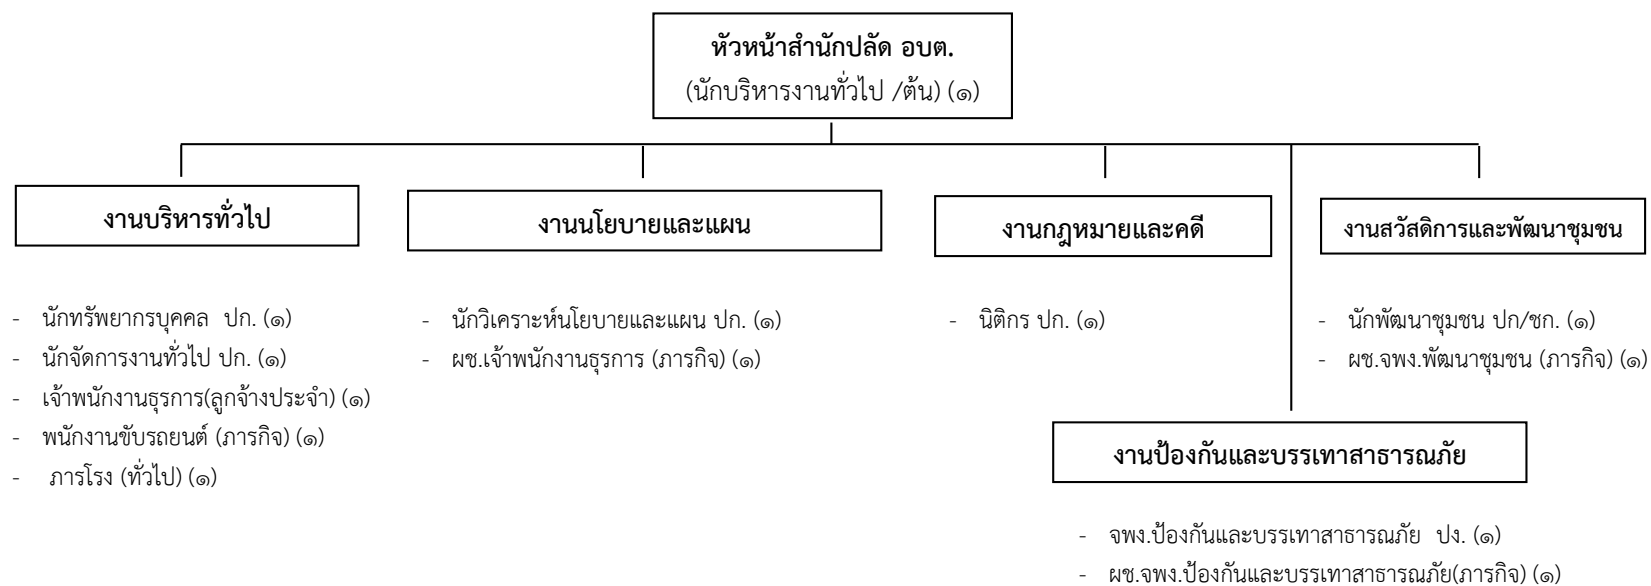 หัวหน้าสำนักปลัด อบต.
(นักบริหารงานทั่วไป /ต้น) (๑)
งานบริหารทั่วไป
- นักทรัพยากรบุคคล ปก. (๑)
- นักจัดการงานทั่วไป ปก. (๑)
- เจ้าพนักงานธุรการ(ลูกจ้างประจำ) (๑)
- พนักงานขับรถยนต์ (ภารกิจ) (๑)
- ภารโรง (ทั่วไป) (๑)
งานนโยบายและแผน
- นักวิเคราะห์นโยบายและแผน ปก. (๑)
- ผช.เจ้าพนักงานธุรการ (ภารกิจ) (๑)
งานกฎหมายและคดี
- นิติกร ปก. (๑)
งานสวัสดิการและพัฒนาชุมชน
- นักพัฒนาชุมชน ปก/ชก. (๑)
- ผช.จพง.พัฒนาชุมชน (ภารกิจ) (๑)
งานป้องกันและบรรเทาสาธารณภัย
- จพง.ป้องกันและบรรเทาสาธารณภัย ปง. (๑)
- ผช.จพง.ป้องกันและบรรเทาสาธารณภัย(ภารกิจ) (๑)